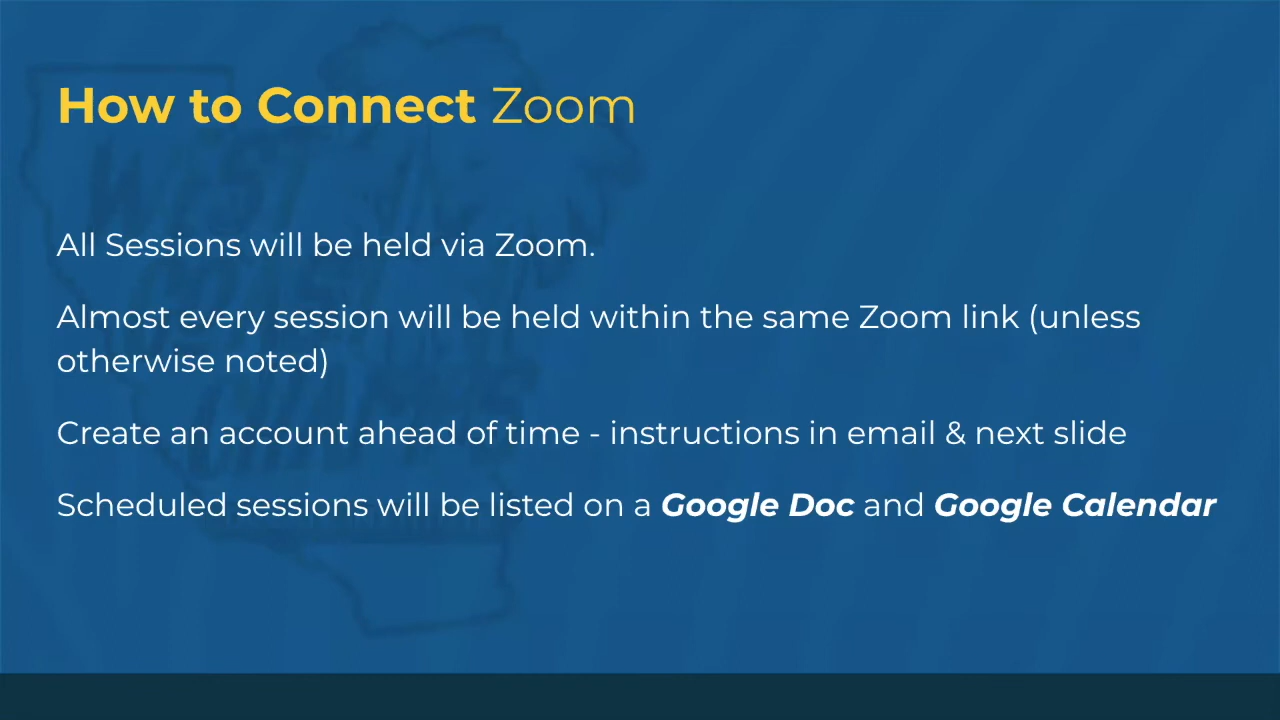 How to Connect Zoom
All Sessions will be held via Zoom.
Almost every session will be held within the same Zoom link (unless
otherwise noted)
Create an account ahead of time - instructions in email & next slide
Scheduled sessions will be listed on a Google Doc and Google Calendar